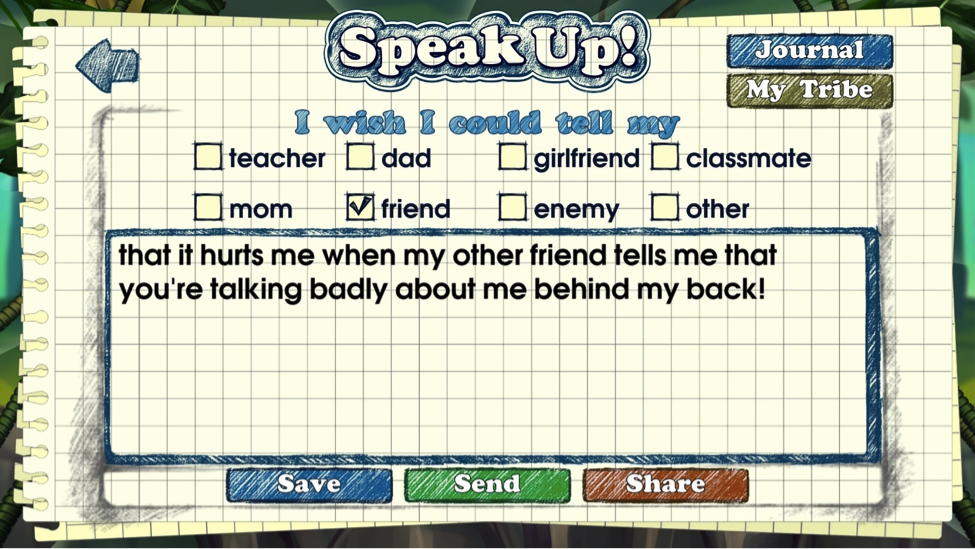 Speak Up!
Journal
My Tribe
I wish I could tell my
teacher dad girlfriend classmate
mom friend enemy other
that it hurts me when my other friend tells me that
you're talking badly about me behind my back!
Save Send Share